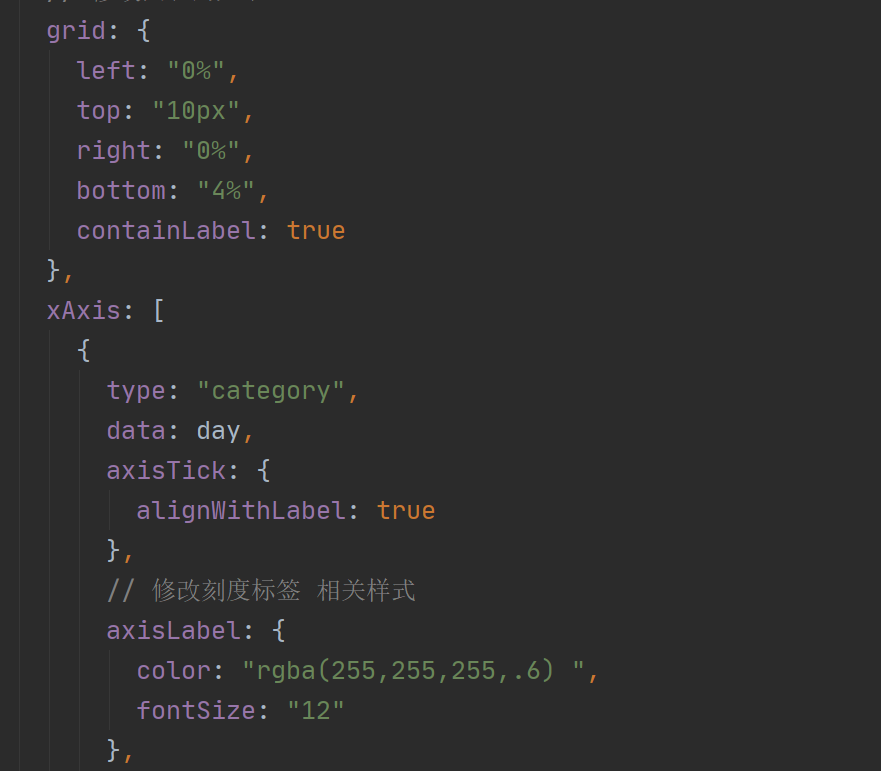 grid: {
left: "0%",
top: "10px",
right: "0%",
bottom: "4%",
containLabel: true
},
xAxis: [
{
type: "category",
data: day,
axisTick: {
alignWithLabel: true
},
// 修改刻度标签 相关样式
axisLabel: {
color: "rgba(255,255,255,.6) ",
fontSize: "12"
},